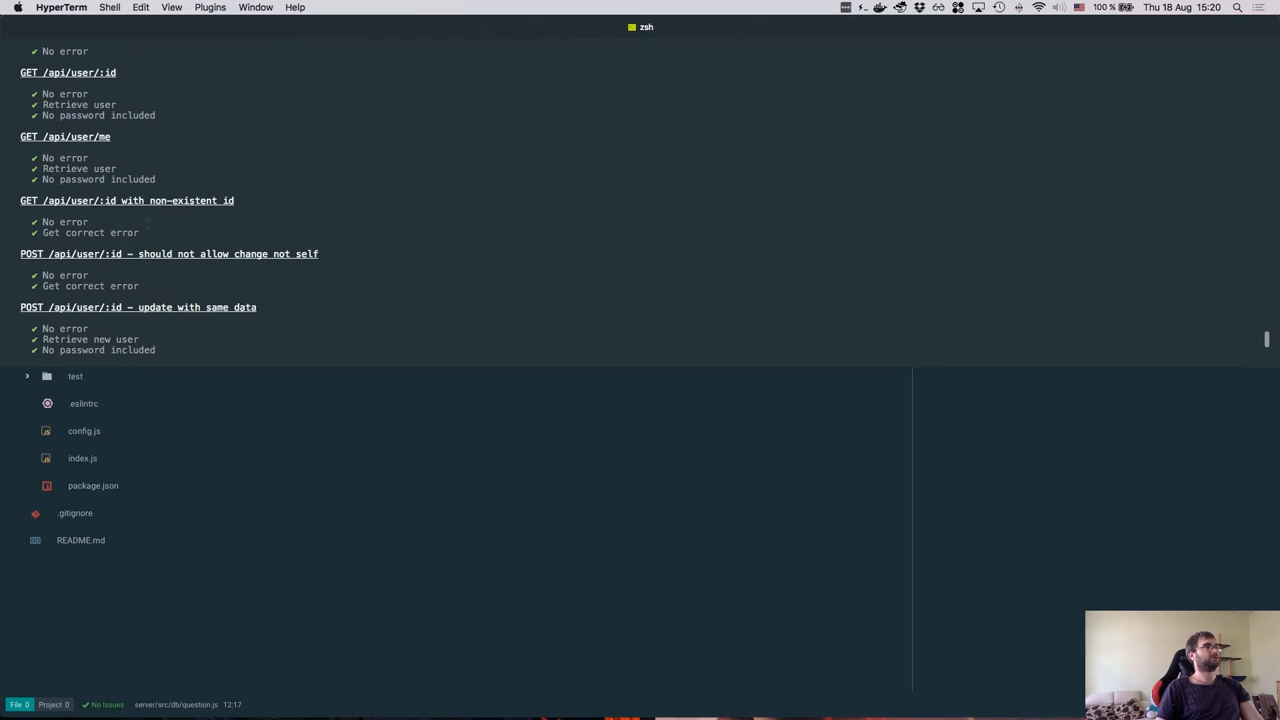 HyperTerm Shell Edit View Plugins Window Help 100 % Thu 18 Aug 15:20
zsh
✔ No error
GET /api/user/:id
✔ No error
✔ Retrieve user
✔ No password included
GET /api/user/me
✔ No error
✔ Retrieve user
✔ No password included
GET /api/user/:id with non-existent id
✔ No error
✔ Get correct error
POST /api/user/:id - should not allow change not self
✔ No error
✔ Get correct error
POST /api/user/:id - update with same data
✔ No error
✔ Retrieve new user
✔ No password included
test
.eslintrc
config.js
index.js
package.json
.gitignore
README.md
File 0 Project 0 ✔ No Issues server/src/db/question.js 12:17